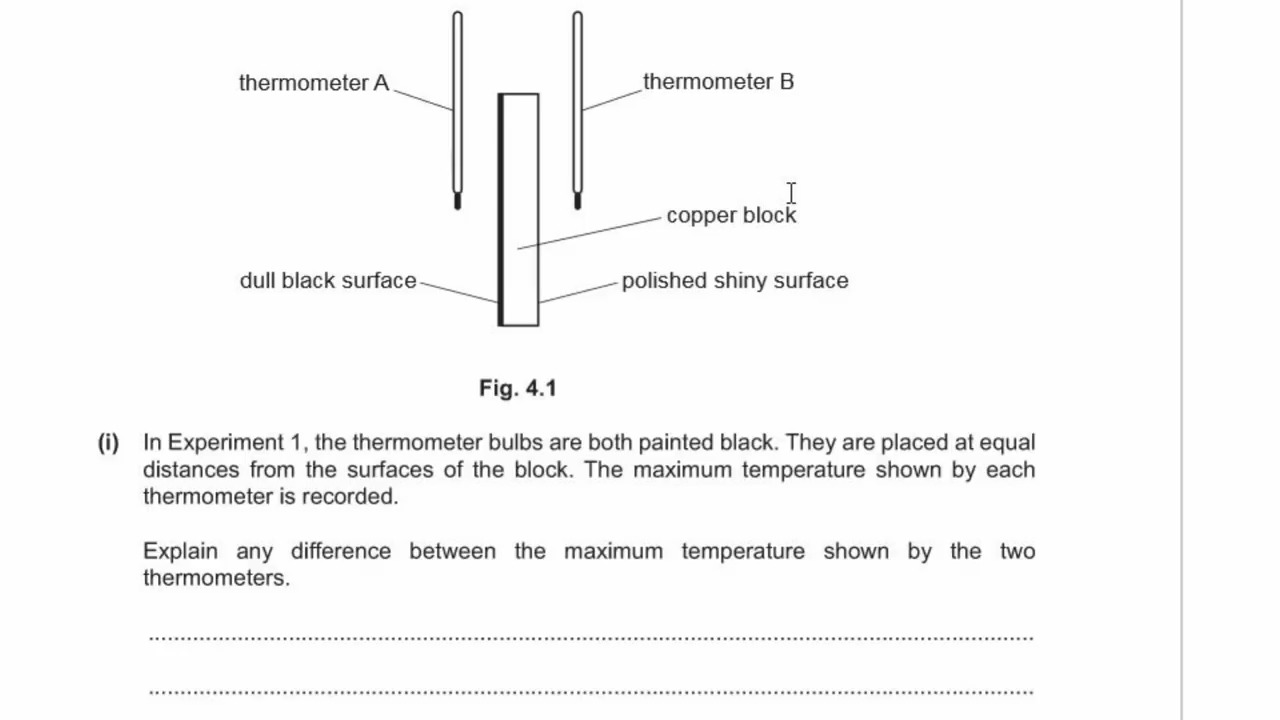 thermometer A
thermometer B
copper block
dull black surface
polished shiny surface
Fig. 4.1
(i) In Experiment 1, the thermometer bulbs are both painted black. They are placed at equal
distances from the surfaces of the block. The maximum temperature shown by each
thermometer is recorded.
Explain any difference between the maximum temperature shown by the two
thermometers.